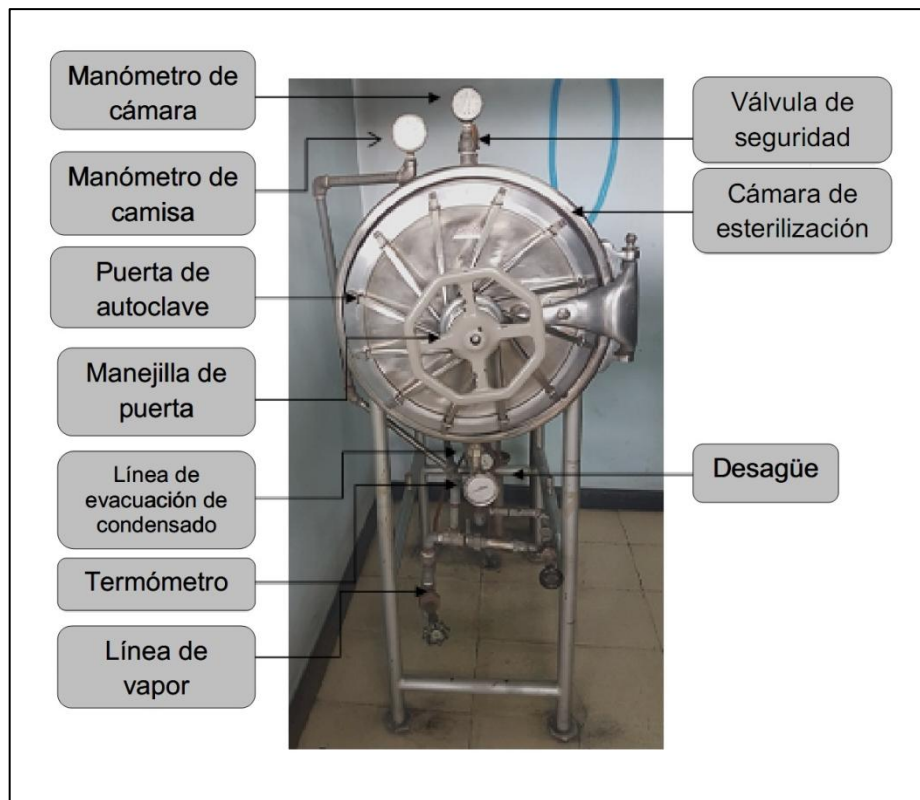 Manómetro de
cámara
Manómetro de
camisa
Puerta de
autoclave
Manejilla de
puerta
Línea de
evacuación de
condensado
Termómetro
Línea de
vapor
Válvula de
seguridad
Cámara de
esterilización
Desagüe